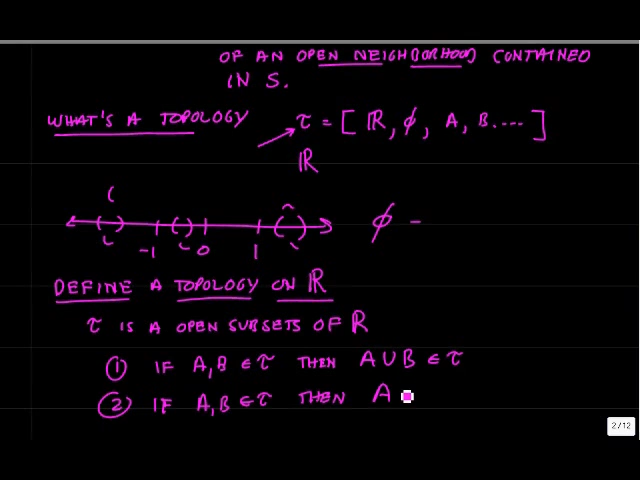 OF AN OPEN NEIGHBORHOOD CONTAINED
IN S.
WHAT'S A TOPOLOGY
τ = [ ℝ, ϕ, A, B.... ]
ℝ
-1 0 1
ϕ -
DEFINE A TOPOLOGY ON ℝ
τ IS A OPEN SUBSETS OF ℝ
① IF A,B ∈ τ THEN A ∪ B ∈ τ
② IF A,B ∈ τ THEN A
2/12